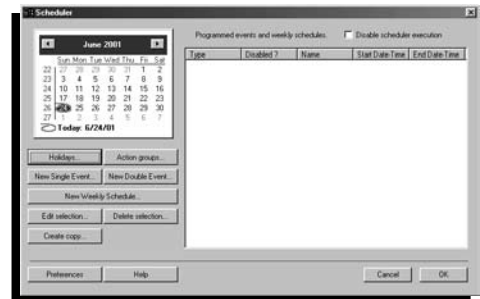 Scheduler
June 2001
Sun Mon Tue Wed Thu Fri Sat
22 27 28 29 30 31 1 2
23 3 4 5 6 7 8 9
24 10 11 12 13 14 15 16
25 17 18 19 20 21 22 23
26 24 25 26 27 28 29 30
27 1 2 3 4 5 6 7
Today: 6/24/01
Programmed events and weekly schedules.
Disable scheduler execution
Type Disabled ? Name Start Date-Time End Date-Time
Holidays... Action groups...
New Single Event... New Double Event...
New Weekly Schedule...
Edit selection... Delete selection...
Create copy...
Preferences Help Cancel OK